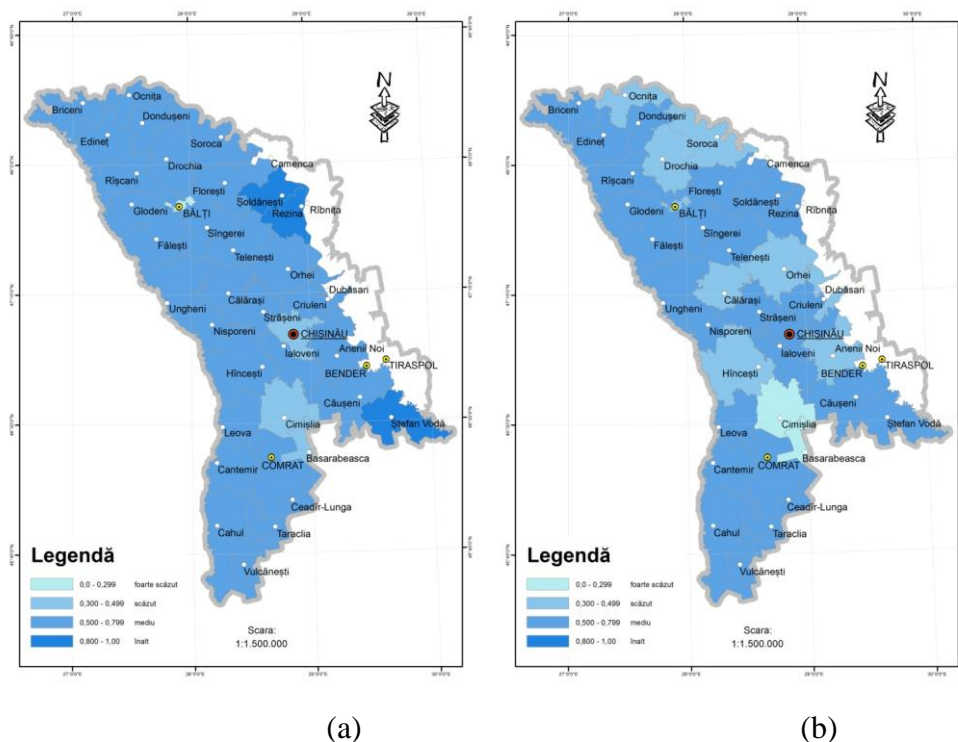 N
Ocnița
Briceni
Dondușeni
Edineț
Soroca
Camenca
Drochia
Rîșcani
Florești
Șoldănești
Glodeni
BĂLȚI
Rezina
Rîbnița
Sîngerei
Fălești
Telenești
Orhei
Dubăsari
Călărași
Criuleni
Ungheni
Strășeni
Nisporeni
CHIȘINĂU
Ialoveni
Anenii Noi
TIRASPOL
Hîncești
BENDER
Căușeni
Cimișlia
Ștefan Vodă
Leova
Basarabeasca
COMRAT
Cantemir
Ceadîr-Lunga
Cahul
Taraclia
Vulcănești
Legendă
0,0 - 0,299 foarte scăzut
0,300 - 0,499 scăzut
0,500 - 0,799 mediu
0,800 - 1,00 înalt
Scara:
1:1.500.000
(a)
N
Ocnița
Briceni
Dondușeni
Edineț
Soroca
Camenca
Drochia
Rîșcani
Florești
Șoldănești
Glodeni
BĂLȚI
Rezina
Rîbnița
Sîngerei
Fălești
Telenești
Orhei
Dubăsari
Călărași
Criuleni
Ungheni
Strășeni
Nisporeni
CHIȘINĂU
Ialoveni
Anenii Noi
TIRASPOL
Hîncești
BENDER
Căușeni
Cimișlia
Ștefan Vodă
Leova
Basarabeasca
COMRAT
Cantemir
Ceadîr-Lunga
Cahul
Taraclia
Vulcănești
Legendă
0,0 - 0,299 foarte scăzut
0,300 - 0,499 scăzut
0,500 - 0,799 mediu
0,800 - 1,00 înalt
Scara:
1:1.500.000
(b)